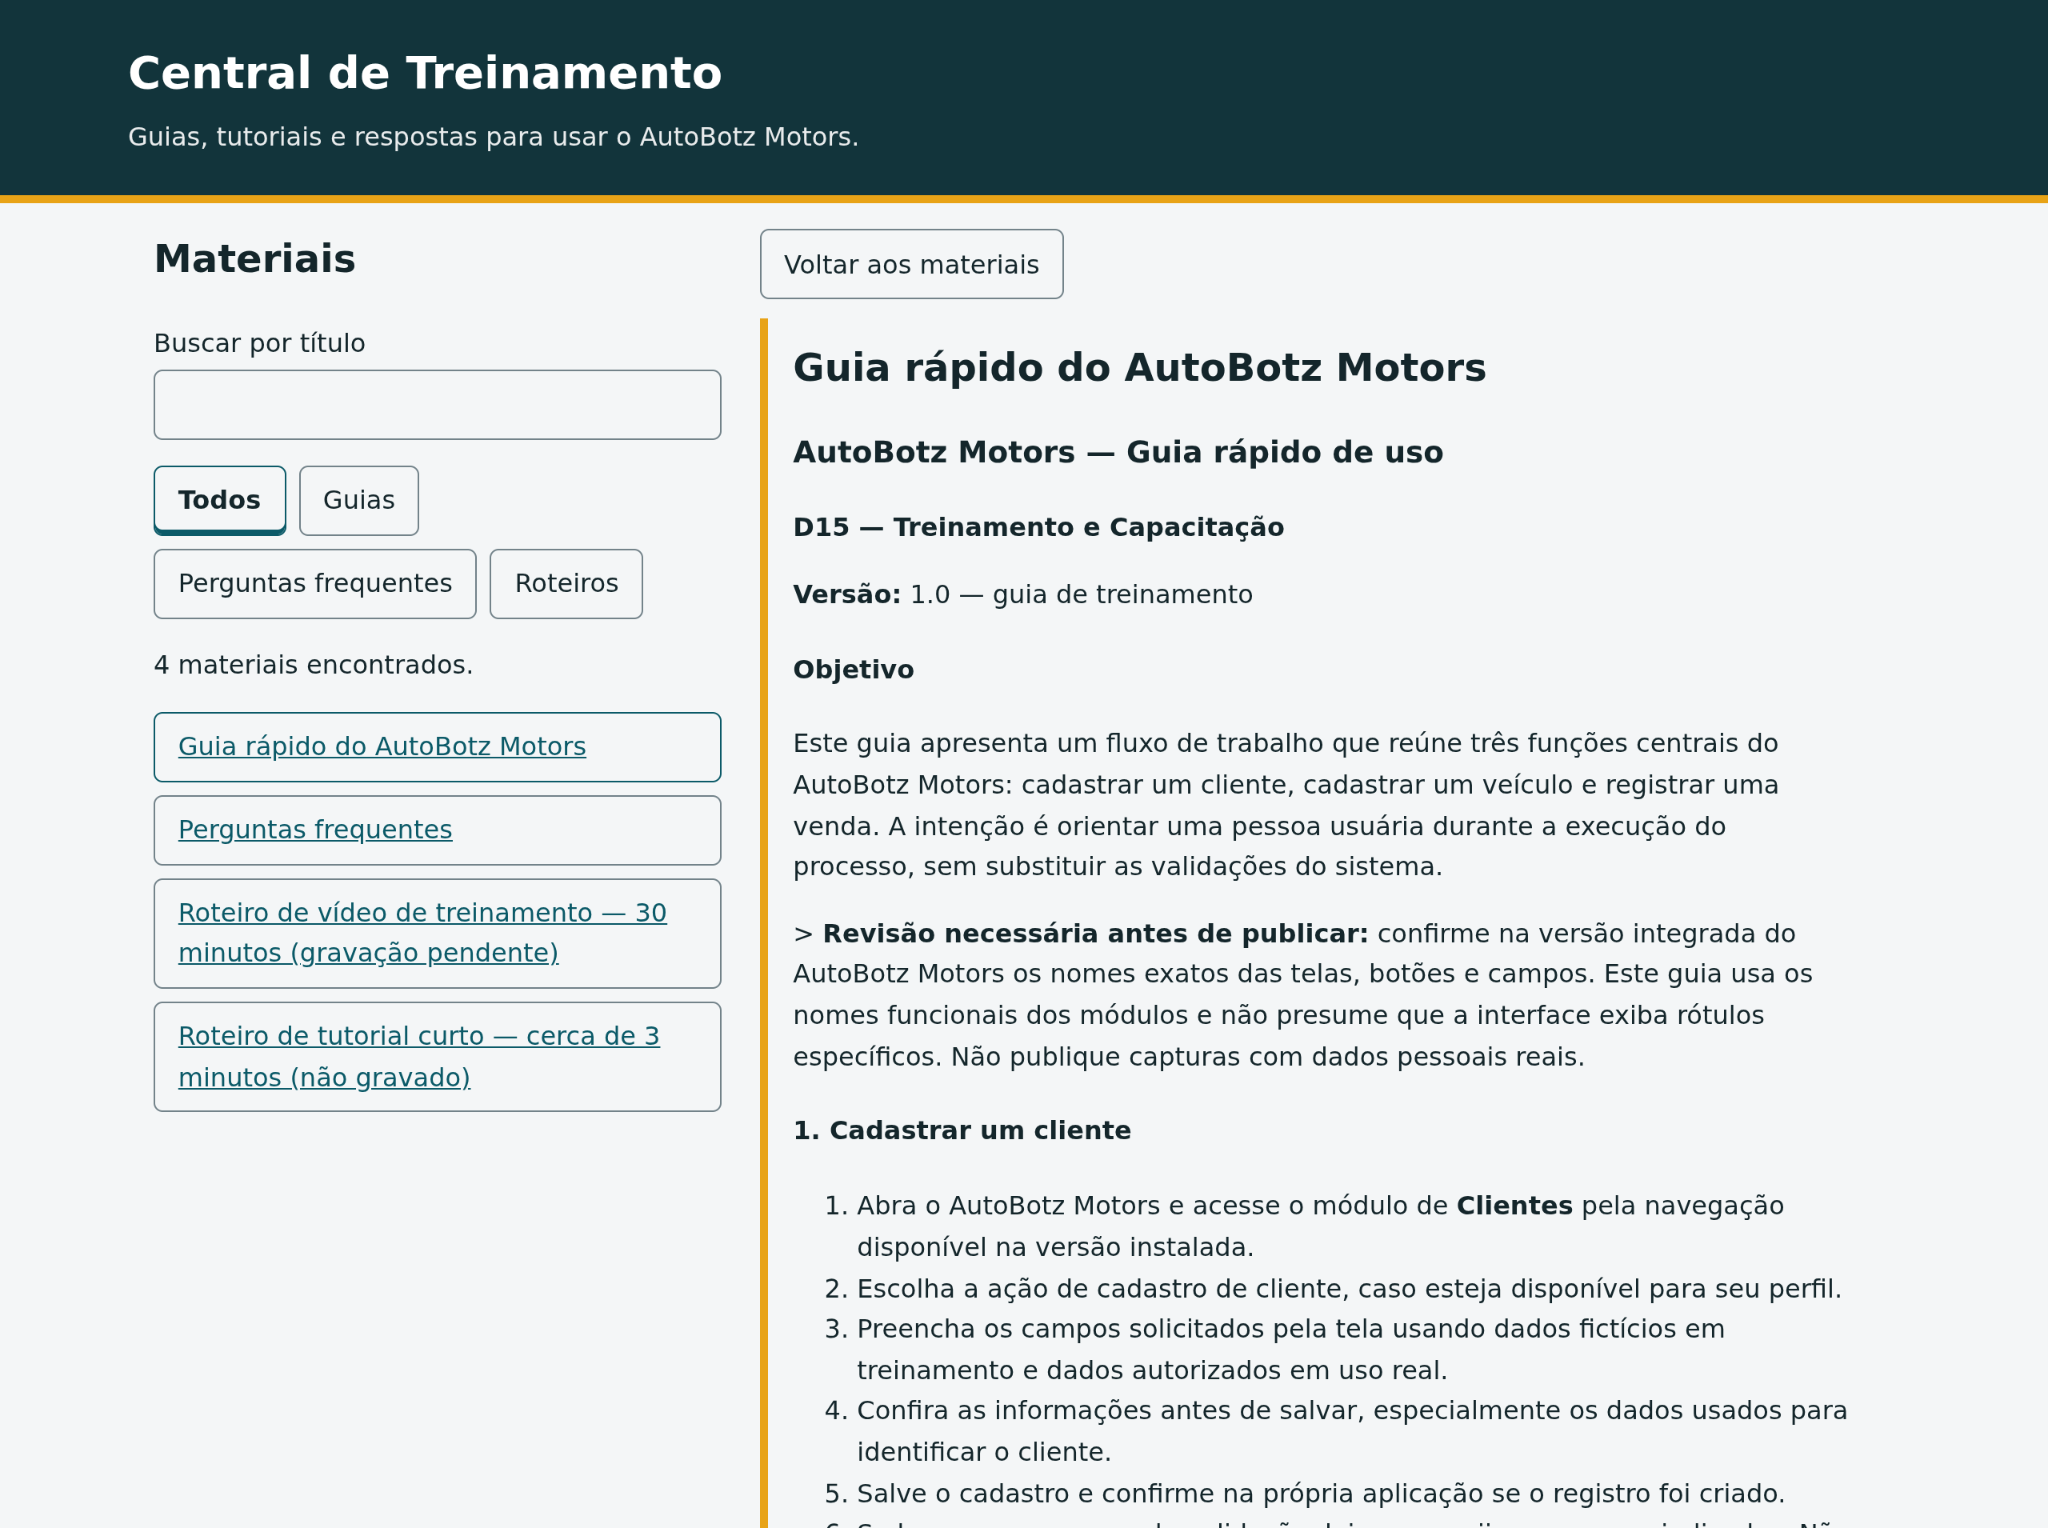 Central de Treinamento
Guias, tutoriais e respostas para usar o AutoBotz Motors.
Materiais
Buscar por título
Todos
Guias
Perguntas frequentes
Roteiros
4 materiais encontrados.
Guia rápido do AutoBotz Motors
Perguntas frequentes
Roteiro de vídeo de treinamento — 30
minutos (gravação pendente)
Roteiro de tutorial curto — cerca de 3
minutos (não gravado)
Voltar aos materiais
Guia rápido do AutoBotz Motors
AutoBotz Motors — Guia rápido de uso
D15 — Treinamento e Capacitação
Versão: 1.0 — guia de treinamento
Objetivo
Este guia apresenta um fluxo de trabalho que reúne três funções centrais do
AutoBotz Motors: cadastrar um cliente, cadastrar um veículo e registrar uma
venda. A intenção é orientar uma pessoa usuária durante a execução do
processo, sem substituir as validações do sistema.
> Revisão necessária antes de publicar: confirme na versão integrada do
AutoBotz Motors os nomes exatos das telas, botões e campos. Este guia usa os
nomes funcionais dos módulos e não presume que a interface exiba rótulos
específicos. Não publique capturas com dados pessoais reais.
1. Cadastrar um cliente
1. Abra o AutoBotz Motors e acesse o módulo de Clientes pela navegação
disponível na versão instalada.
2. Escolha a ação de cadastro de cliente, caso esteja disponível para seu perfil.
3. Preencha os campos solicitados pela tela usando dados fictícios em
treinamento e dados autorizados em uso real.
4. Confira as informações antes de salvar, especialmente os dados usados para
identificar o cliente.
5. Salve o cadastro e confirme na própria aplicação se o registro foi criado.